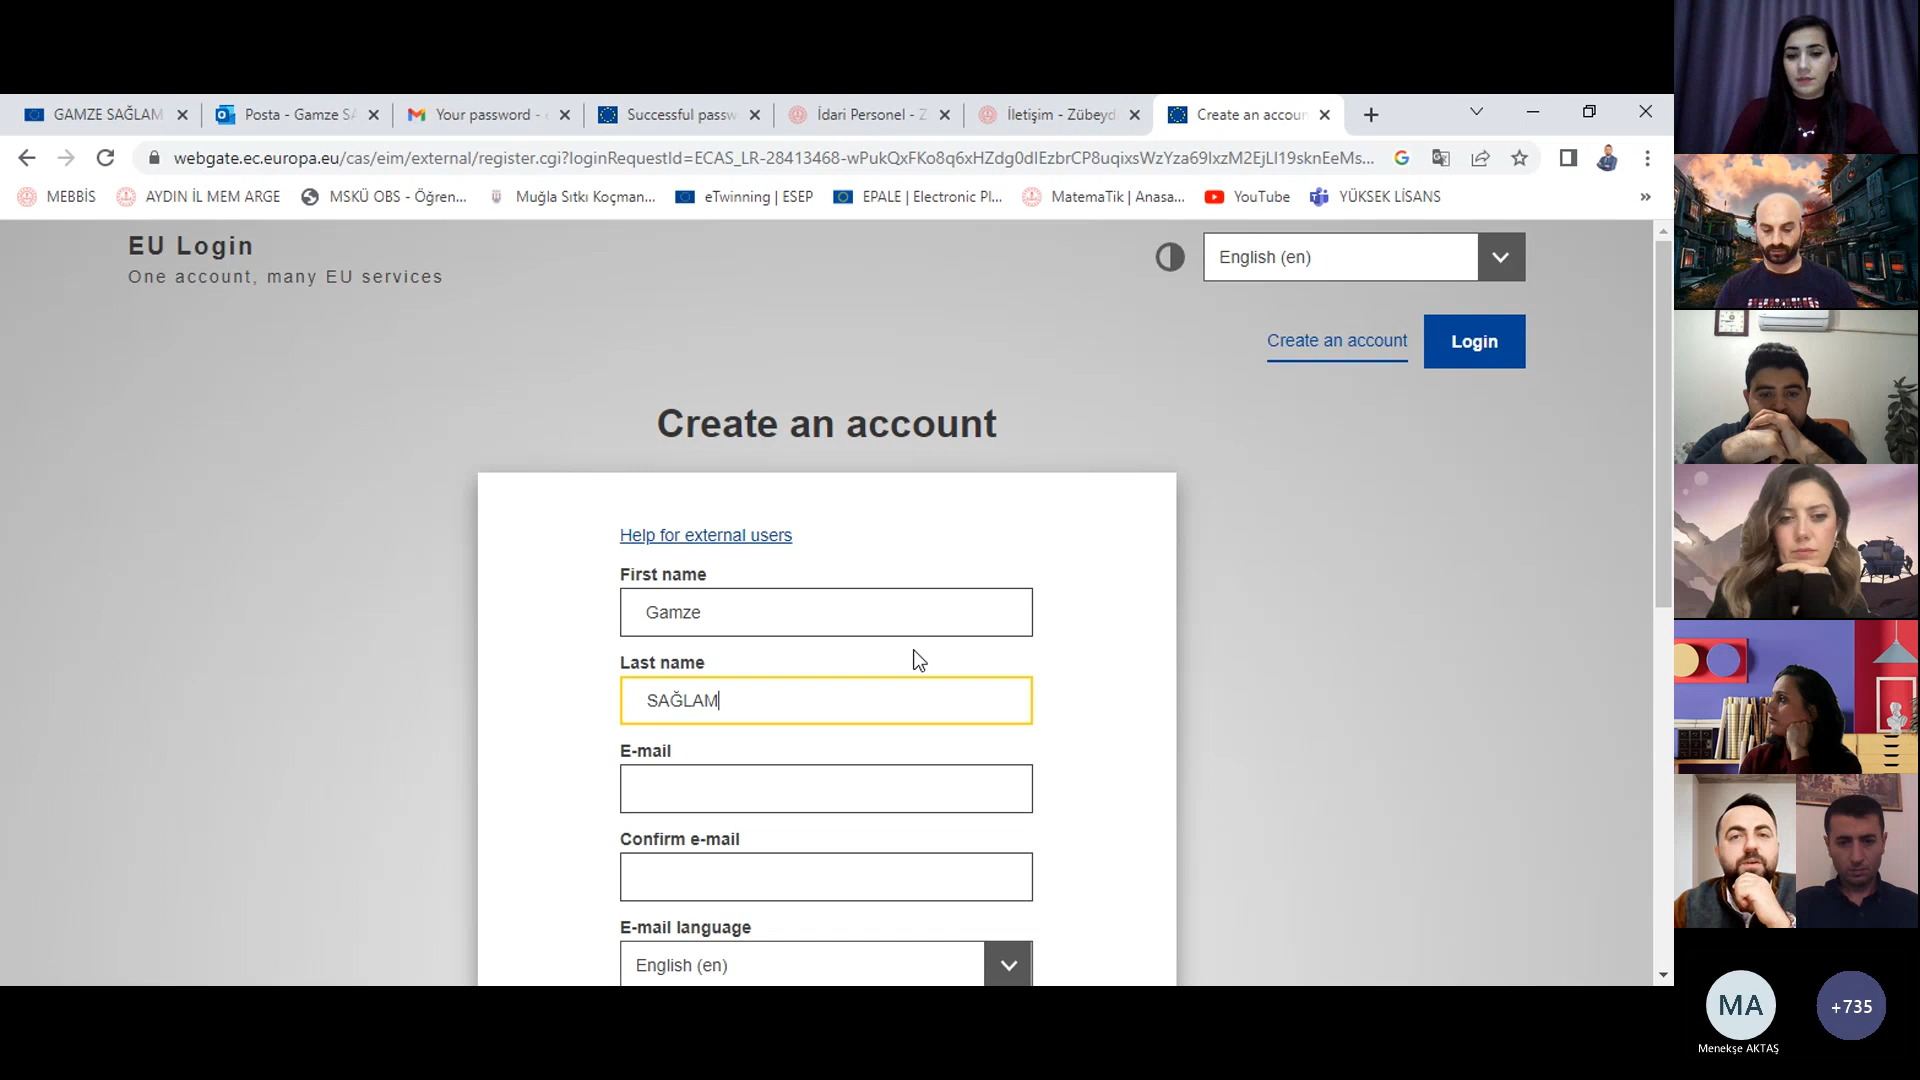 GAMZE SAĞLAM
Posta - Gamze SA
Your password -
Successful passw
İdari Personel - Z
İletişim - Zübeyd
Create an accoun
webgate.ec.europa.eu/cas/eim/external/register.cgi?loginRequestId=ECAS_LR-28413468-wPukQxFKo8q6xHZdg0dIEzbrCP8uqixsWzYza69IxzM2EjLI19sknEeMs...
MEBBİS
AYDIN İL MEM ARGE
MSKÜ OBS - Öğren...
Muğla Sıtkı Koçman...
eTwinning | ESEP
EPALE | Electronic Pl...
MatemaTik | Anasa...
YouTube
YÜKSEK LİSANS
»
EU Login
One account, many EU services
English (en)
Create an account
Login
Create an account
Help for external users
First name
Gamze
Last name
SAĞLAM
E-mail
Confirm e-mail
E-mail language
English (en)
MA
Menekşe AKTAŞ
+735